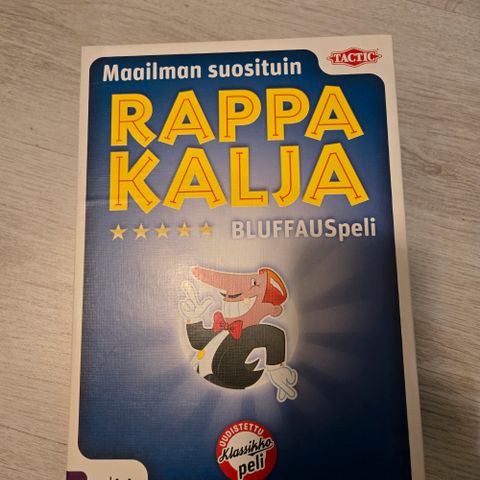 TACTIC
Maailman suosituin
RAPPA
KALJA
BLUFFAUSpeli
UUDISTETTU
Klassikko
peli